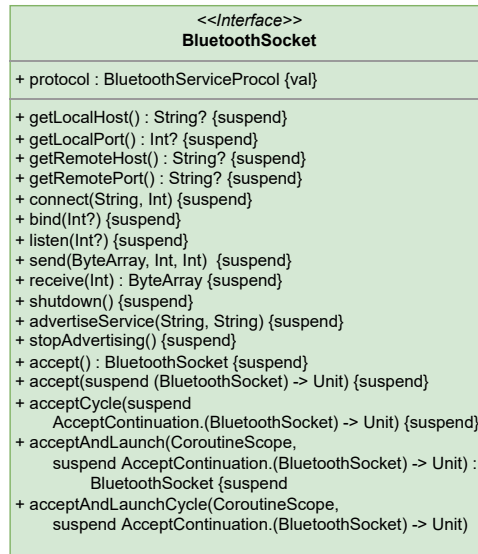 <<Interface>>
BluetoothSocket
+ protocol : BluetoothServiceProcol {val}
+ getLocalHost() : String? {suspend}
+ getLocalPort() : Int? {suspend}
+ getRemoteHost() : String? {suspend}
+ getRemotePort() : String? {suspend}
+ connect(String, Int) {suspend}
+ bind(Int?) {suspend}
+ listen(Int?) {suspend}
+ send(ByteArray, Int, Int)  {suspend}
+ receive(Int) : ByteArray {suspend}
+ shutdown() {suspend}
+ advertiseService(String, String) {suspend}
+ stopAdvertising() {suspend}
+ accept() : BluetoothSocket {suspend}
+ accept(suspend (BluetoothSocket) -> Unit) {suspend}
+ acceptCycle(suspend
AcceptContinuation.(BluetoothSocket) -> Unit) {suspend}
+ acceptAndLaunch(CoroutineScope,
suspend AcceptContinuation.(BluetoothSocket) -> Unit) :
BluetoothSocket {suspend
+ acceptAndLaunchCycle(CoroutineScope,
suspend AcceptContinuation.(BluetoothSocket) -> Unit)